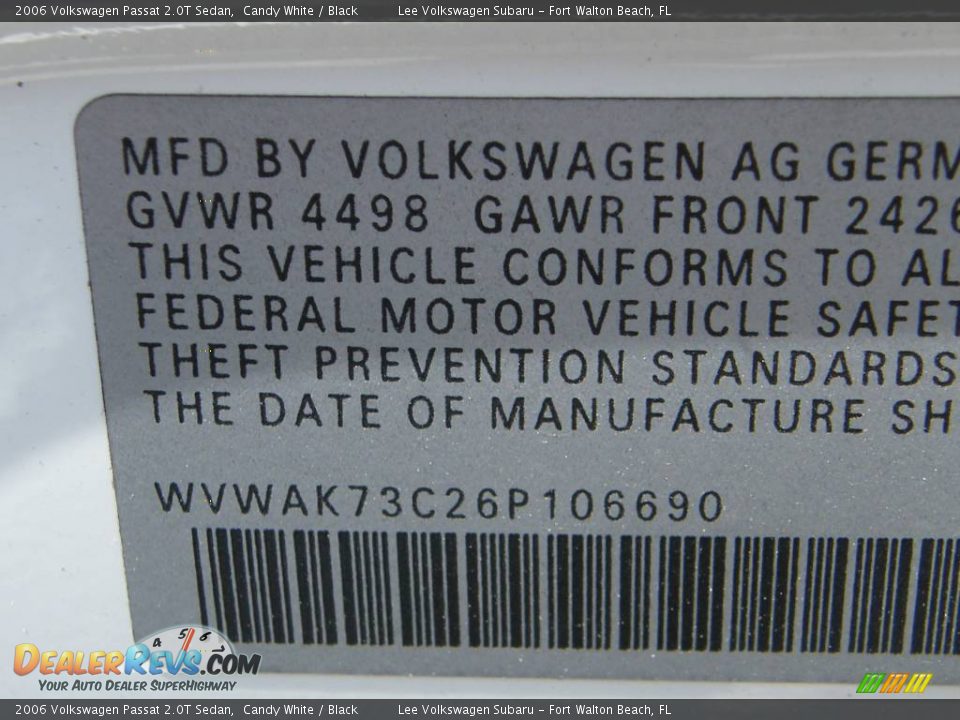 2006 Volkswagen Passat 2.0T Sedan, Candy White / Black Lee Volkswagen Subaru - Fort Walton Beach, FL
MFD BY VOLKSWAGEN AG GERM
GVWR 4498 GAWR FRONT 2426
THIS VEHICLE CONFORMS TO AL
FEDERAL MOTOR VEHICLE SAFET
THEFT PREVENTION STANDARDS
THE DATE OF MANUFACTURE SH
WVWAK73C26P106690
4 5 6
DEALERREVS.COM
YOUR AUTO DEALER SUPERHIGHWAY
2006 Volkswagen Passat 2.0T Sedan, Candy White / Black Lee Volkswagen Subaru - Fort Walton Beach, FL